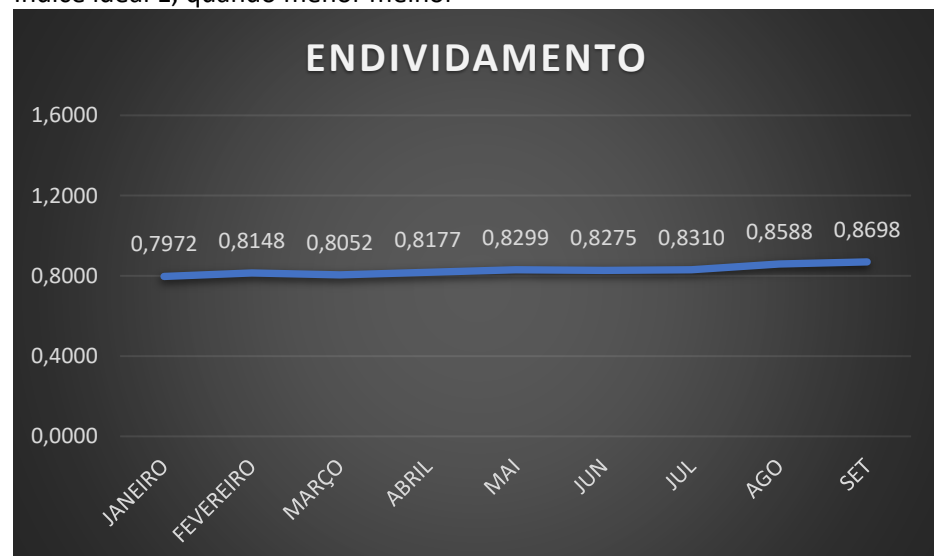 índice ideal 1, quando menor melhor
ENDIVIDAMENTO
1,6000
1,2000
0,8000
0,4000
0,0000
0,7972 0,8148 0,8052 0,8177 0,8299 0,8275 0,8310 0,8588 0,8698
JANEIRO FEVEREIRO MARÇO ABRIL MAI JUN JUL AGO SET